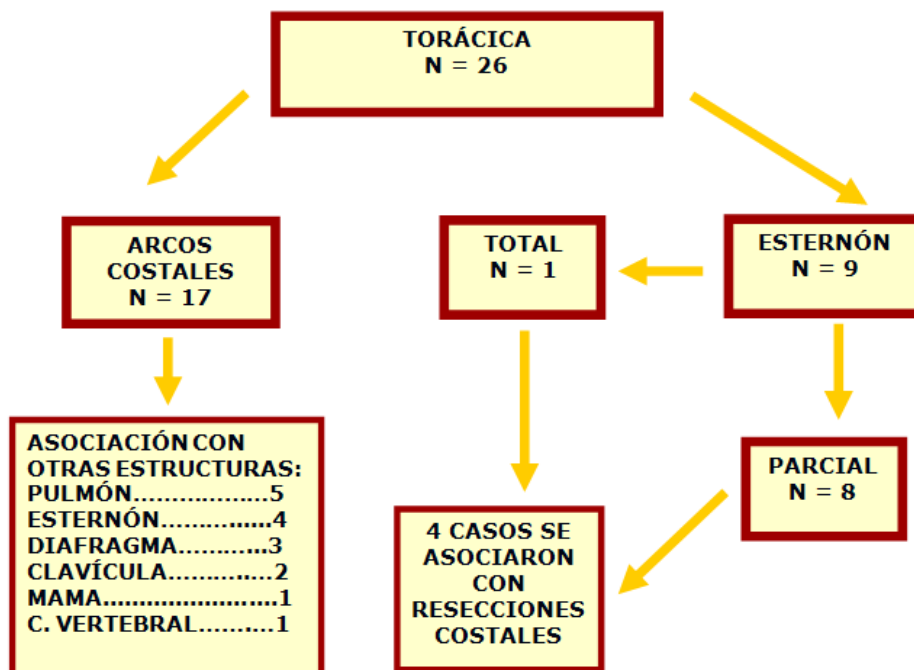 TORÁCICA
N = 26
ARCOS
COSTALES
N = 17
TOTAL
N = 1
ESTERNÓN
N = 9
ASOCIACIÓN CON
OTRAS ESTRUCTURAS:
PULMÓN..................5
ESTERNÓN...............4
DIAFRAGMA............3
CLAVÍCULA..............2
MAMA.......................1
C. VERTEBRAL..........1
4 CASOS SE
ASOCIARON
CON
RESECCIONES
COSTALES
PARCIAL
N = 8